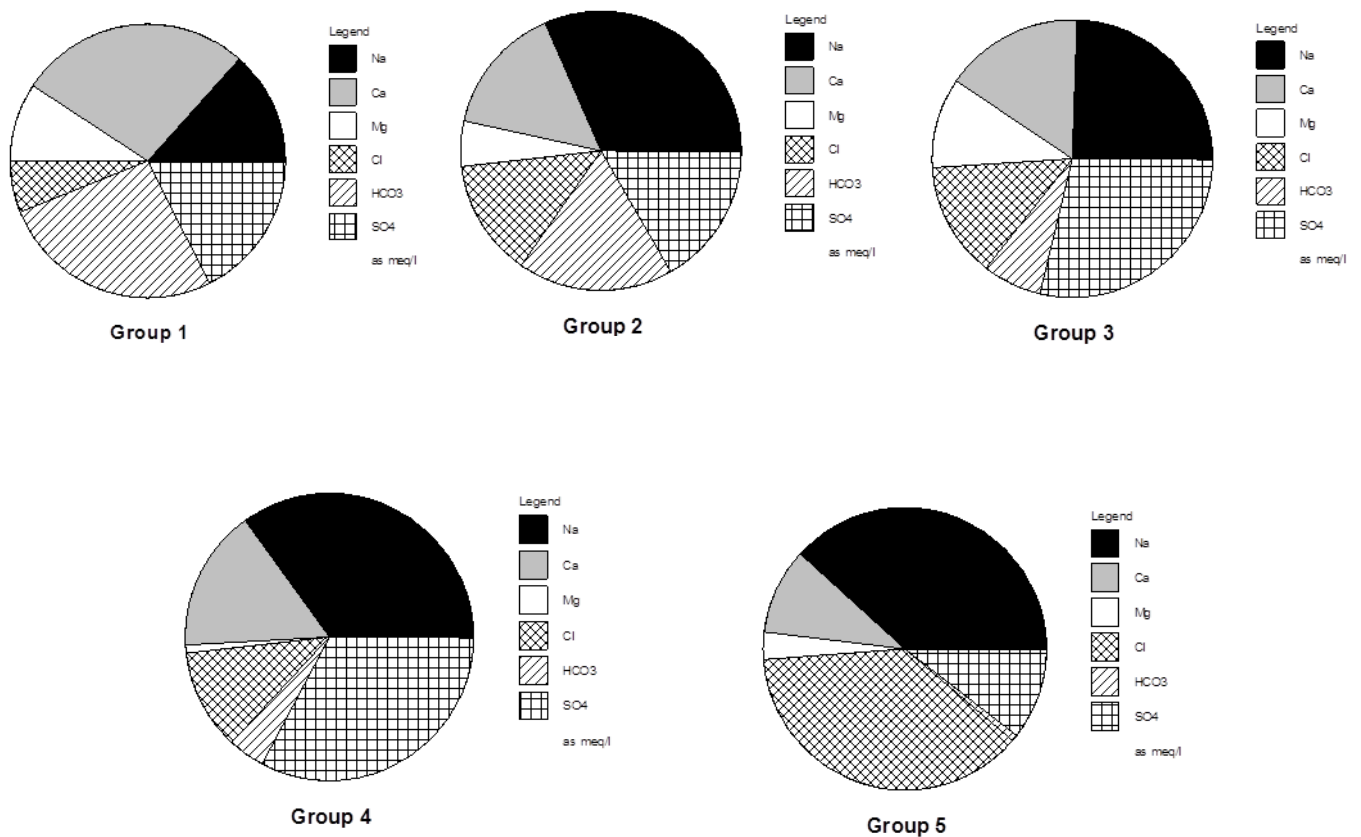 Legend
Na
Ca
Mg
Cl
HCO3
SO4
as meq/l
Group 1
Legend
Na
Ca
Mg
Cl
HCO3
SO4
as meq/l
Group 2
Legend
Na
Ca
Mg
Cl
HCO3
SO4
as meq/l
Group 3
Legend
Na
Ca
Mg
Cl
HCO3
SO4
as meq/l
Group 4
Legend
Na
Ca
Mg
Cl
HCO3
SO4
as meq/l
Group 5